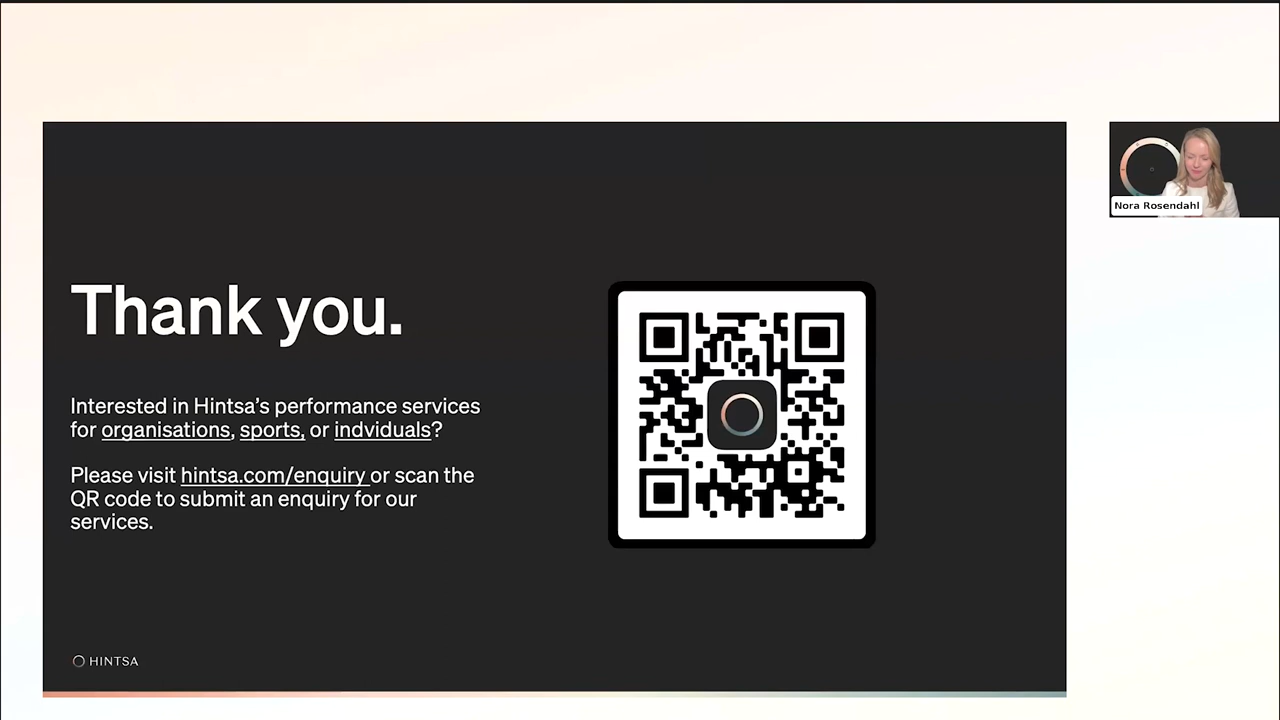 Thank you.
Interested in Hintsa’s performance services
for organisations, sports, or indviduals?
Please visit hintsa.com/enquiry or scan the
QR code to submit an enquiry for our
services.
HINTSA
Nora Rosendahl